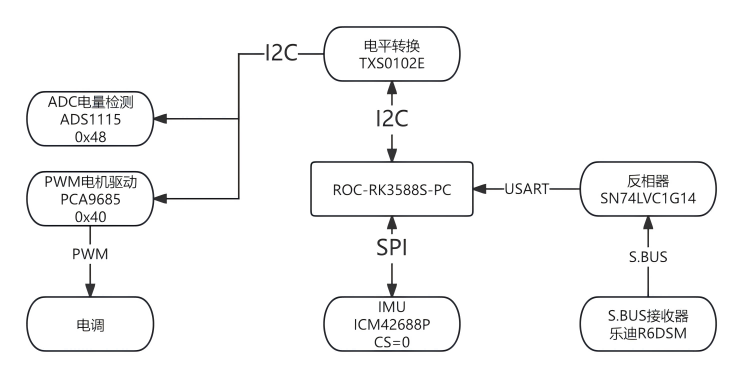 电平转换
TXS0102E
I2C
ADC电量检测
ADS1115
0x48
I2C
PWM电机驱动
PCA9685
0x40
ROC-RK3588S-PC
USART
反相器
SN74LVC1G14
PWM
SPI
S.BUS
电调
IMU
ICM42688P
CS=0
S.BUS接收器
乐迪R6DSM